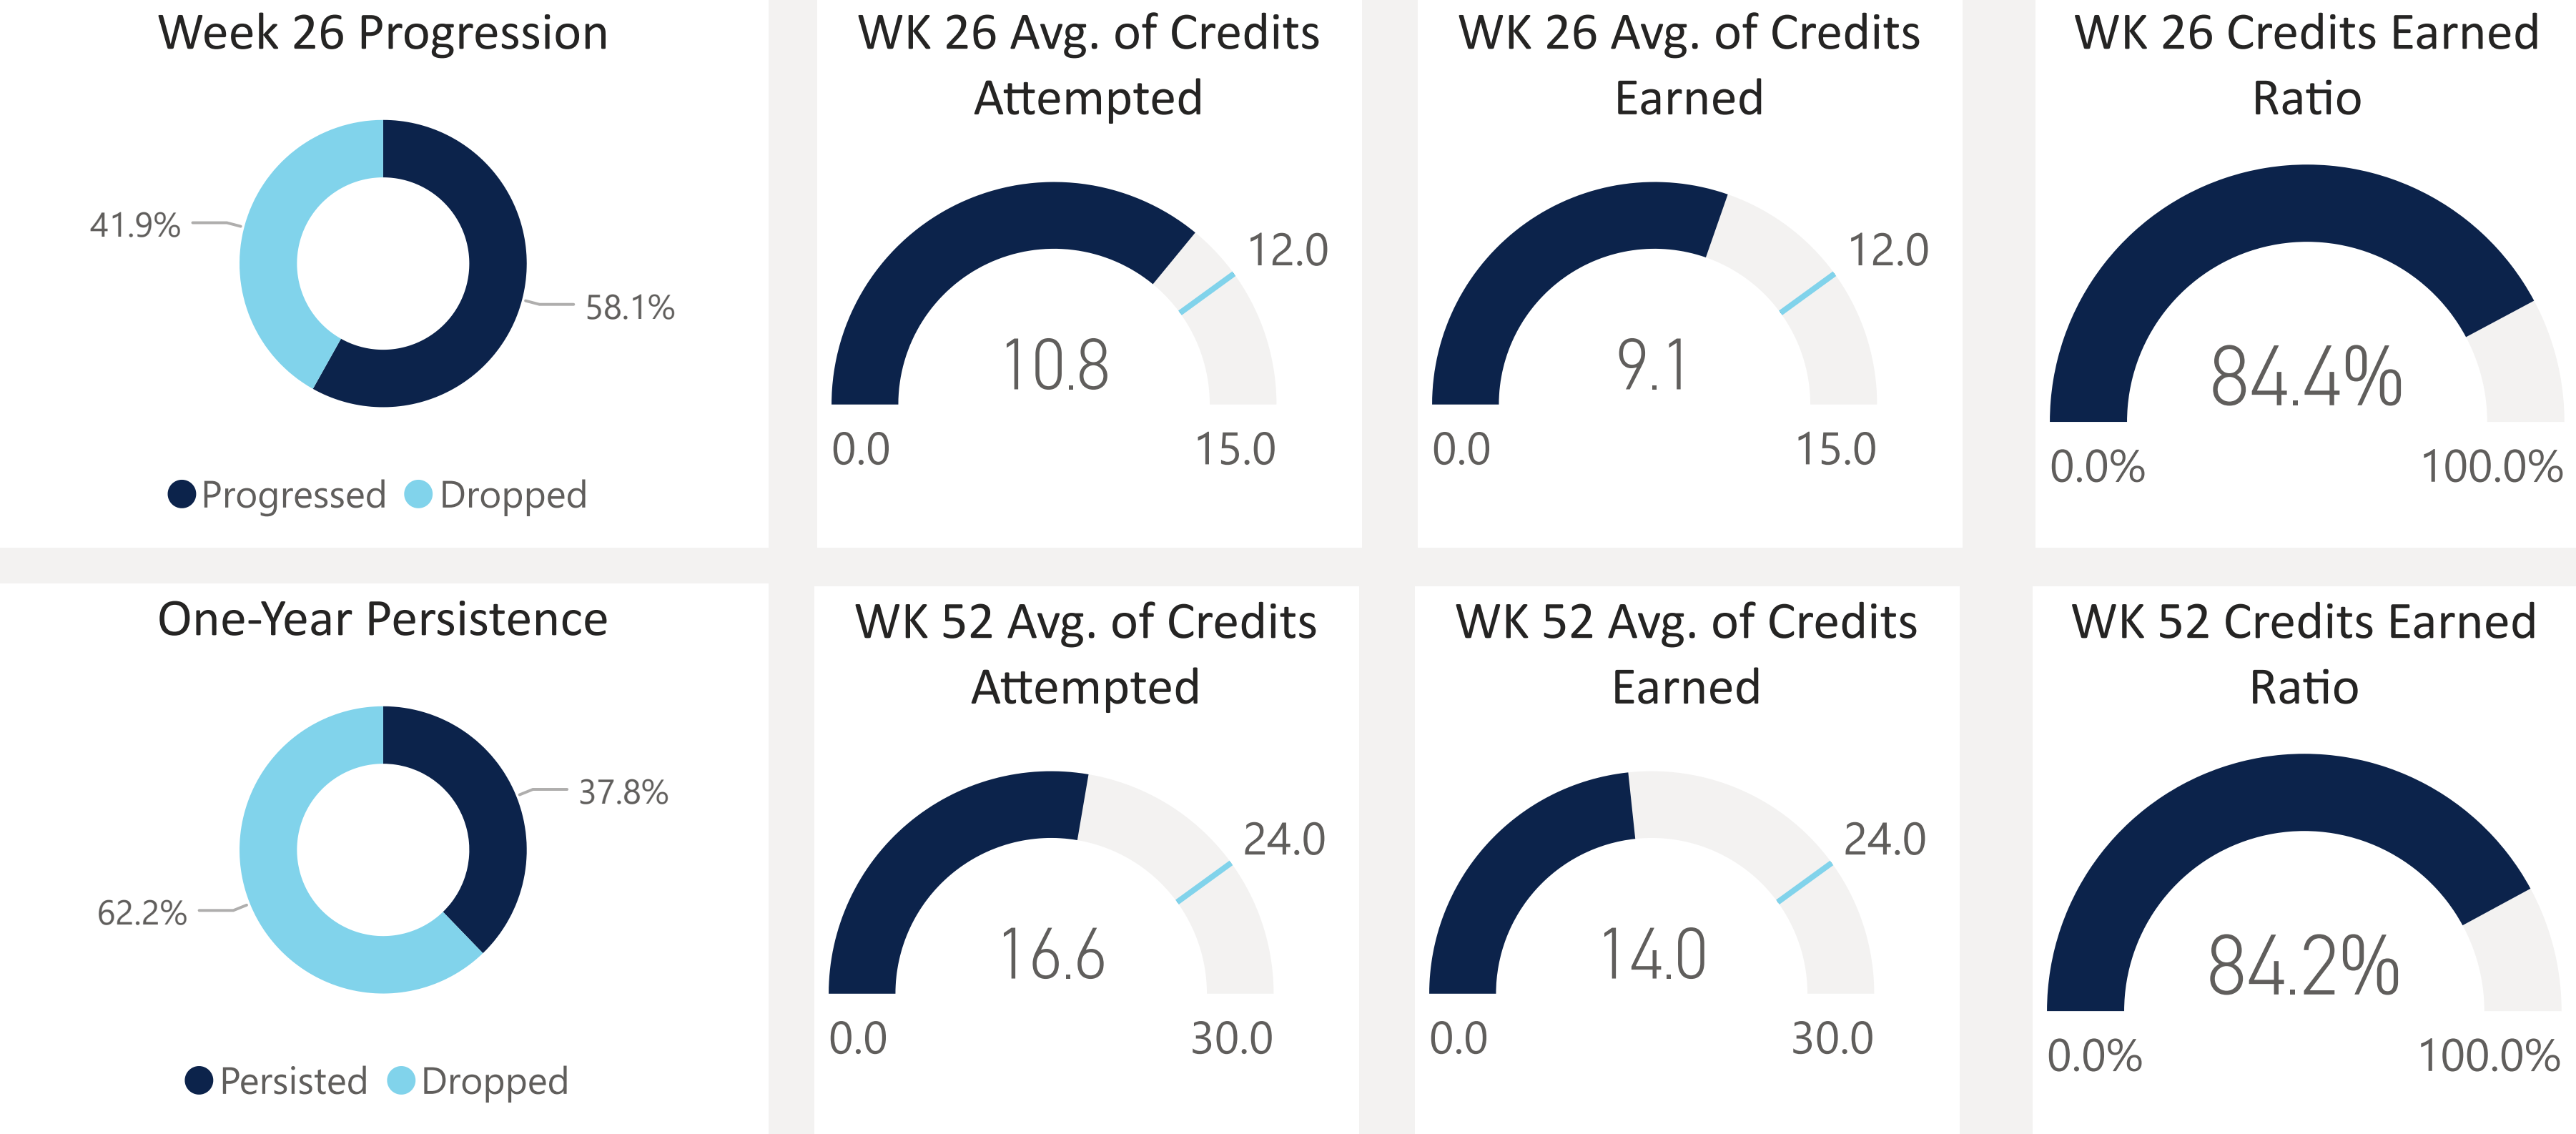 Week 26 Progression
41.9%
58.1%
Progressed Dropped
WK 26 Avg. of Credits
Attempted
12.0
10.8
0.0 15.0
WK 26 Avg. of Credits
Earned
12.0
9.1
0.0 15.0
WK 26 Credits Earned
Ratio
84.4%
0.0% 100.0%
One-Year Persistence
37.8%
62.2%
Persisted Dropped
WK 52 Avg. of Credits
Attempted
24.0
16.6
0.0 30.0
WK 52 Avg. of Credits
Earned
24.0
14.0
0.0 30.0
WK 52 Credits Earned
Ratio
84.2%
0.0% 100.0%